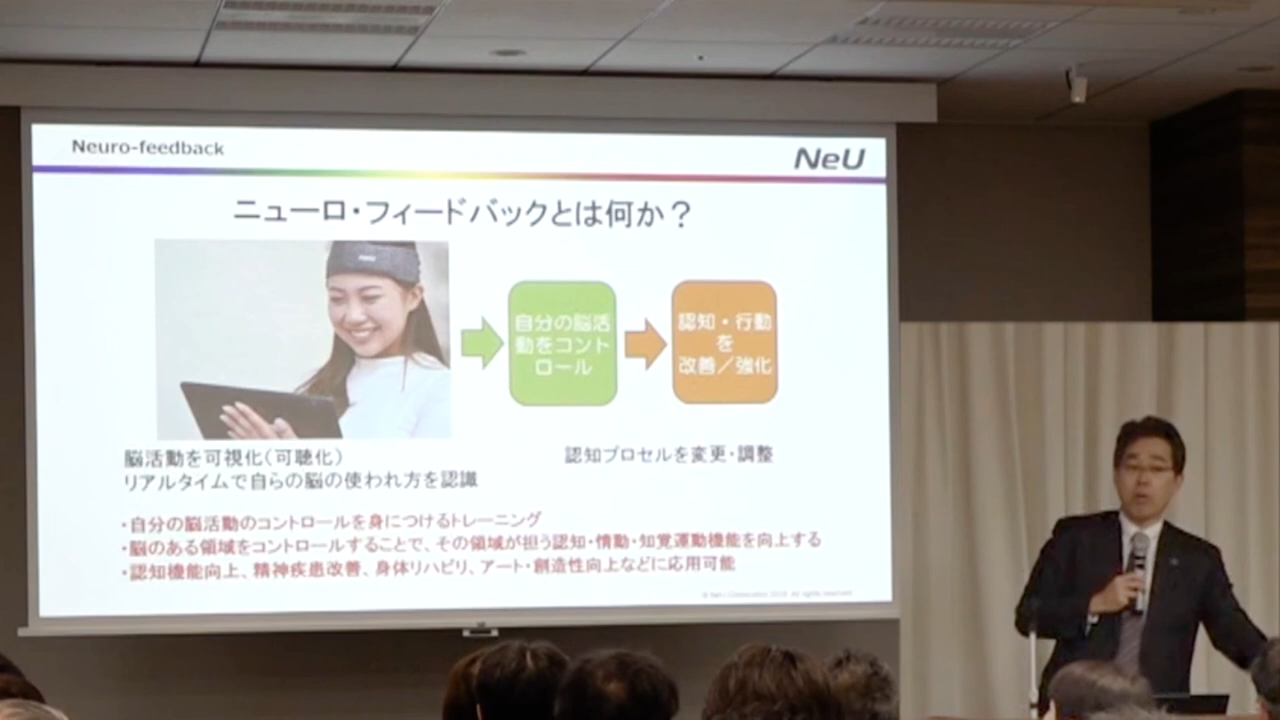 Neuro-feedback
NeU
ニューロ・フィードバックとは何か？
自分の脳活
動をコント
ロール
認知・行動
を
改善／強化
脳活動を可視化（可聴化）
リアルタイムで自らの脳の使われ方を認識
認知プロセルを変更・調整
・自分の脳活動のコントロールを身につけるトレーニング
・脳のある領域をコントロールすることで、その領域が担う認知・情動・知覚運動機能を向上する
・認知機能向上、精神疾患改善、身体リハビリ、アート・創造性向上などに応用可能